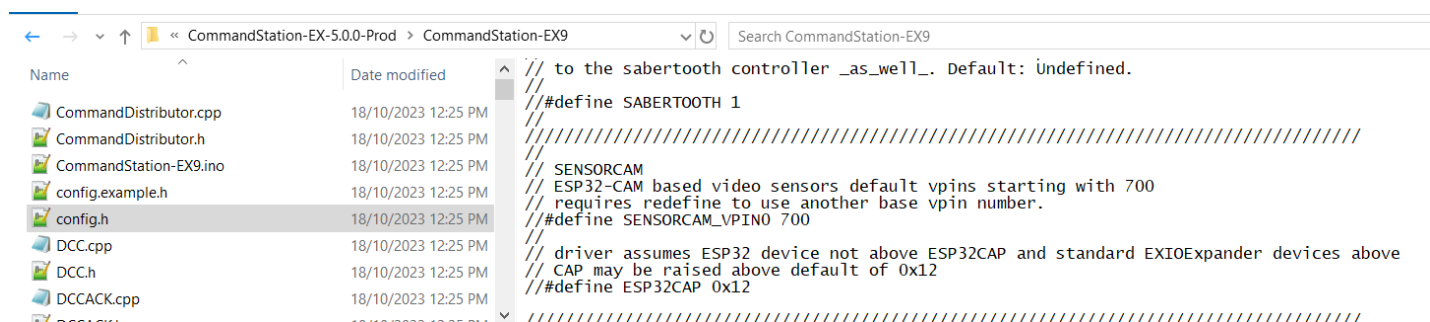 « CommandStation-EX-5.0.0-Prod > CommandStation-EX9
Search CommandStation-EX9
Name Date modified
CommandDistributor.cpp 18/10/2023 12:25 PM
CommandDistributor.h 18/10/2023 12:25 PM
CommandStation-EX9.ino 18/10/2023 12:25 PM
config.example.h 18/10/2023 12:25 PM
config.h 18/10/2023 12:25 PM
DCC.cpp 18/10/2023 12:25 PM
DCC.h 18/10/2023 12:25 PM
DCCACK.cpp 18/10/2023 12:25 PM
// to the sabertooth controller _as_well_. Default: Undefined.
//
//#define SABERTOOTH 1
//
/////////////////////////////////////////////////////////////////////////////////////
//
// SENSORCAM
// ESP32-CAM based video sensors default vpins starting with 700
// requires redefine to use another base vpin number.
//#define SENSORCAM_VPIN0 700
//
// driver assumes ESP32 device not above ESP32CAP and standard EXIOExpander devices above
// CAP may be raised above default of 0x12
//#define ESP32CAP 0x12
/////////////////////////////////////////////////////////////////////////////////////